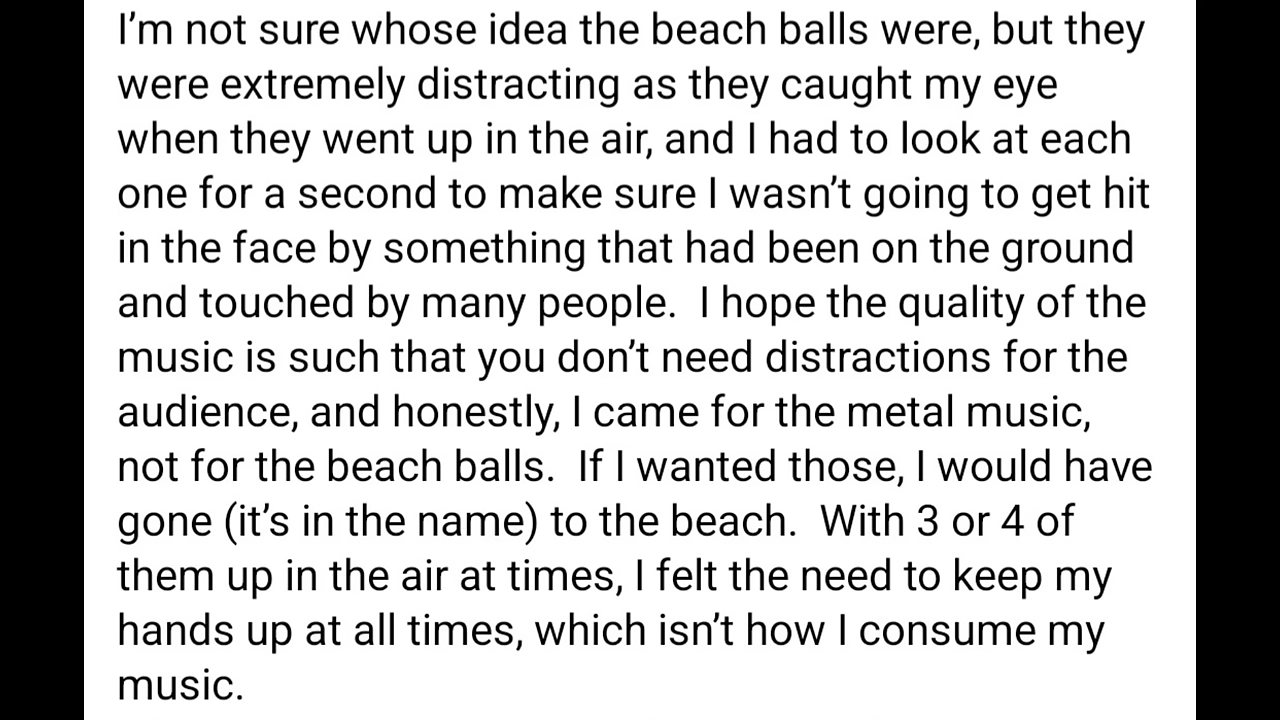 I’m not sure whose idea the beach balls were, but they
were extremely distracting as they caught my eye
when they went up in the air, and I had to look at each
one for a second to make sure I wasn’t going to get hit
in the face by something that had been on the ground
and touched by many people.  I hope the quality of the
music is such that you don’t need distractions for the
audience, and honestly, I came for the metal music,
not for the beach balls.  If I wanted those, I would have
gone (it’s in the name) to the beach.  With 3 or 4 of
them up in the air at times, I felt the need to keep my
hands up at all times, which isn’t how I consume my
music.